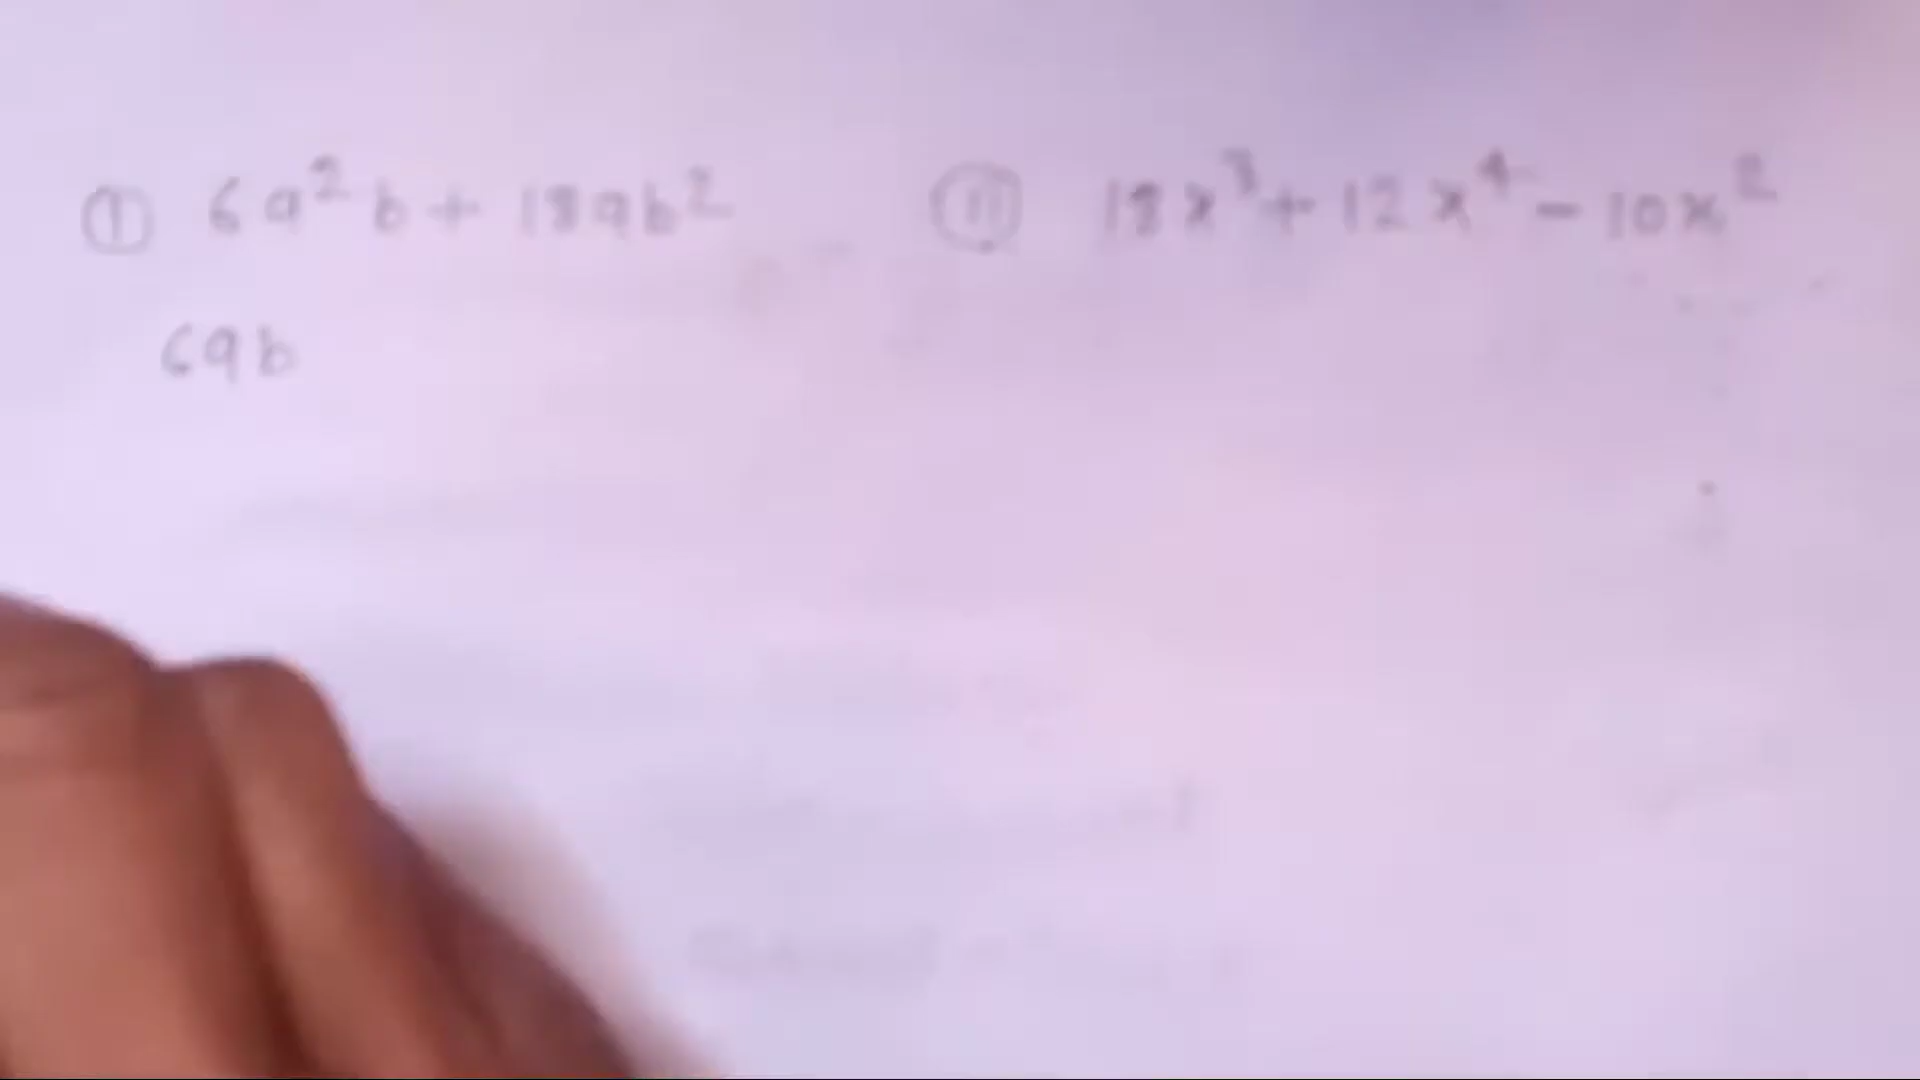 ① 6a²b + 18ab² ⑪ 18x³ + 12x⁴ - 10x²
6ab